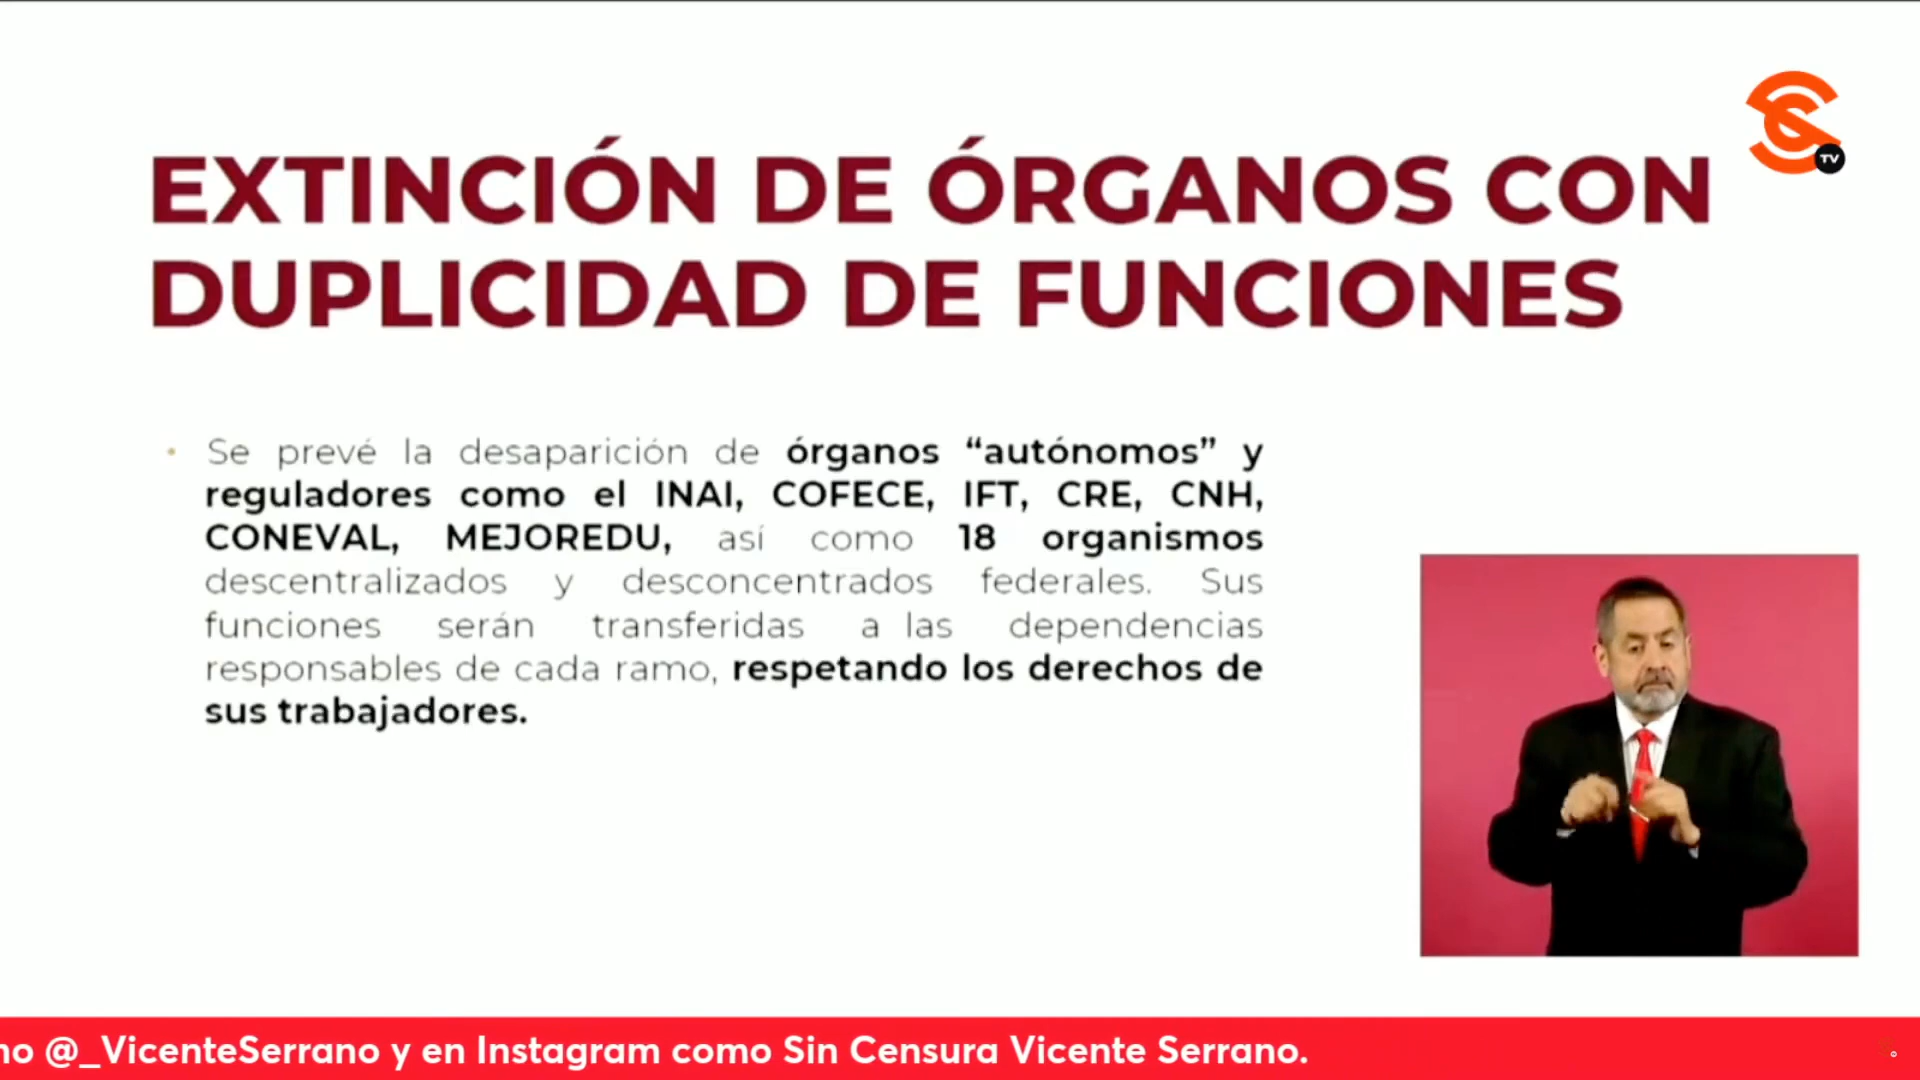 TV
EXTINCIÓN DE ÓRGANOS CON
DUPLICIDAD DE FUNCIONES
• Se prevé la desaparición de órganos “autónomos” y
reguladores como el INAI, COFECE, IFT, CRE, CNH,
CONEVAL, MEJOREDU, así como 18 organismos
descentralizados y desconcentrados federales. Sus
funciones serán transferidas a las dependencias
responsables de cada ramo, respetando los derechos de
sus trabajadores.
@_VicenteSerrano y en Instagram como Sin Censura Vicente Serrano.